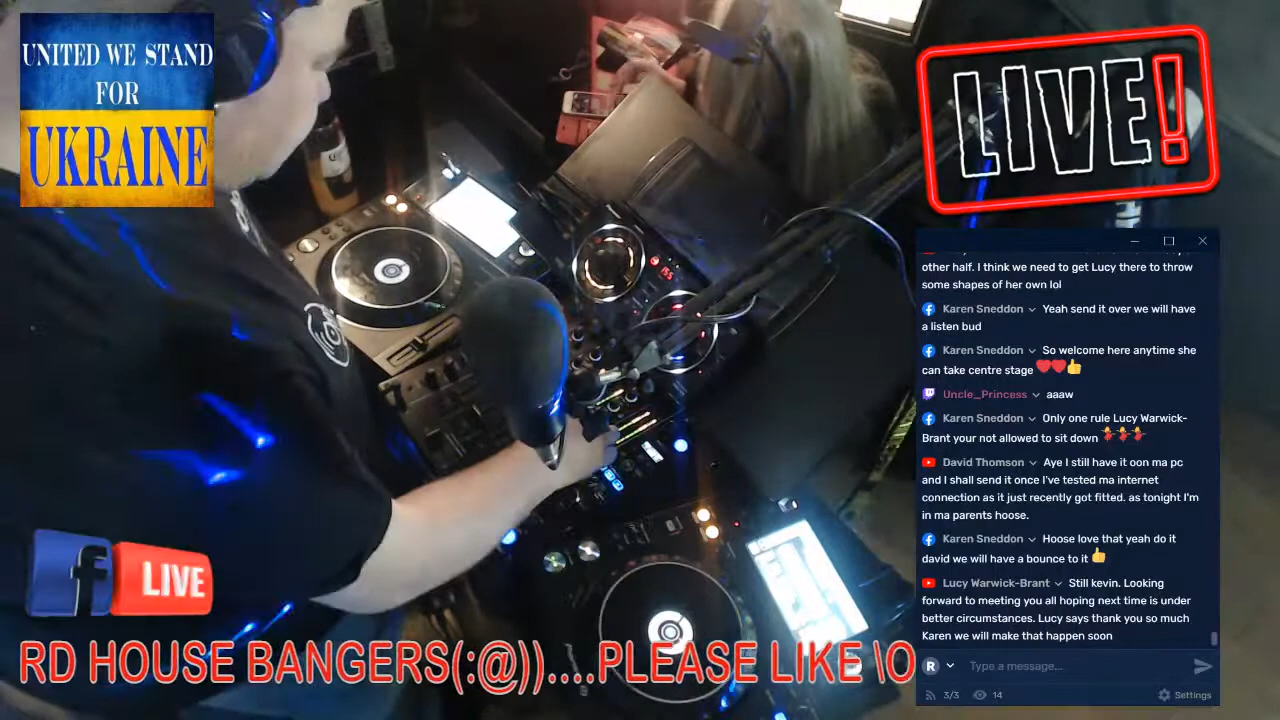 UNITED WE STAND
FOR
UKRAINE
LIVE!
other half. I think we need to get Lucy there to throw
some shapes of her own lol
Karen Sneddon Yeah send it over we will have
a listen bud
Karen Sneddon So welcome here anytime she
can take centre stage ❤️❤️👍
Uncle_Princess aaaw
Karen Sneddon Only one rule Lucy Warwick-
Brant your not allowed to sit down 💃💃💃
David Thomson Aye I still have it oon ma pc
and I shall send it once I've tested ma internet
connection as it just recently got fitted. as tonight I'm
in ma parents hoose.
Karen Sneddon Hoose love that yeah do it
david we will have a bounce to it 👍
Lucy Warwick-Brant Still kevin. Looking
forward to meeting you all hoping next time is under
better circumstances. Lucy says thank you so much
Karen we will make that happen soon
R Type a message...
3/3 14 Settings
f LIVE
RD HOUSE BANGERS(:@))....PLEASE LIKE \O